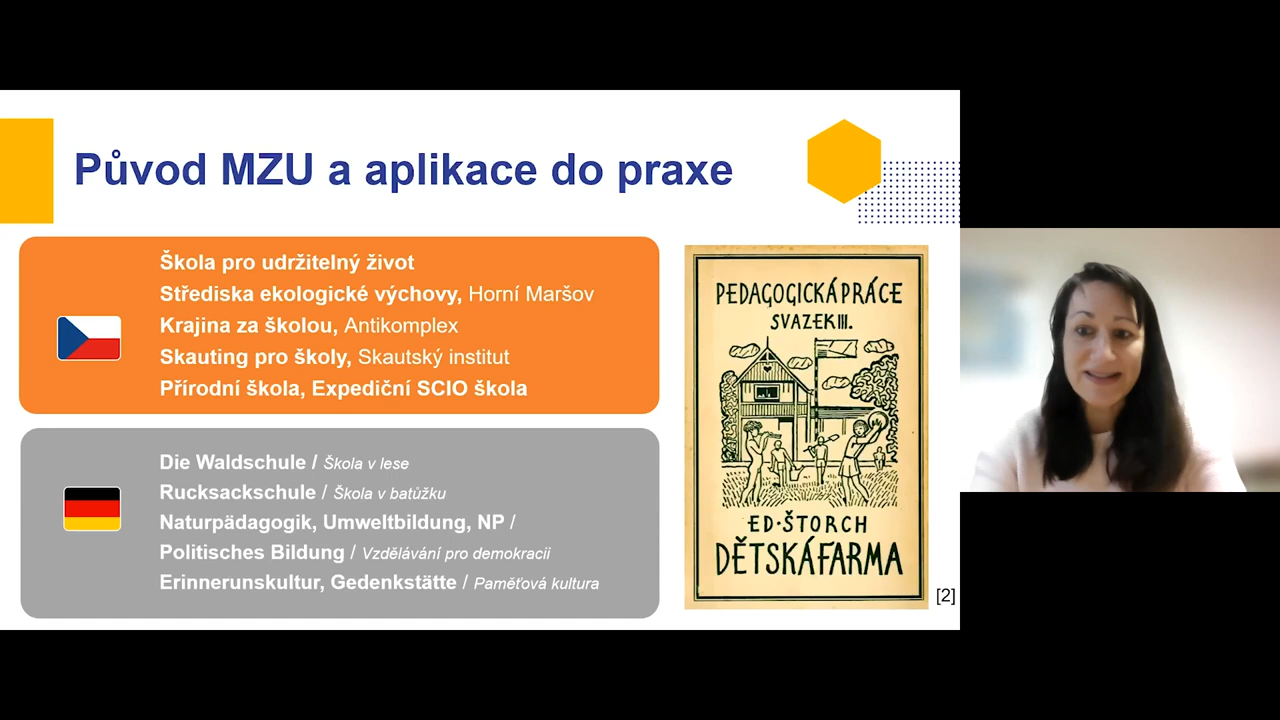 Původ MZU a aplikace do praxe
Škola pro udržitelný život
Střediska ekologické výchovy, Horní Maršov
Krajina za školou, Antikomplex
Skauting pro školy, Skautský institut
Přírodní škola, Expediční SCIO škola
Die Waldschule / Škola v lese
Rucksackschule / Škola v batůžku
Naturpädagogik, Umweltbildung, NP /
Politisches Bildung / Vzdělávání pro demokracii
Erinnerunskultur, Gedenkstätte / Paměťová kultura
PEDAGOGICKÁ PRÁCE
SVAZEK III.
ED·ŠTORCH
DĚTSKÁ FARMA
[2]